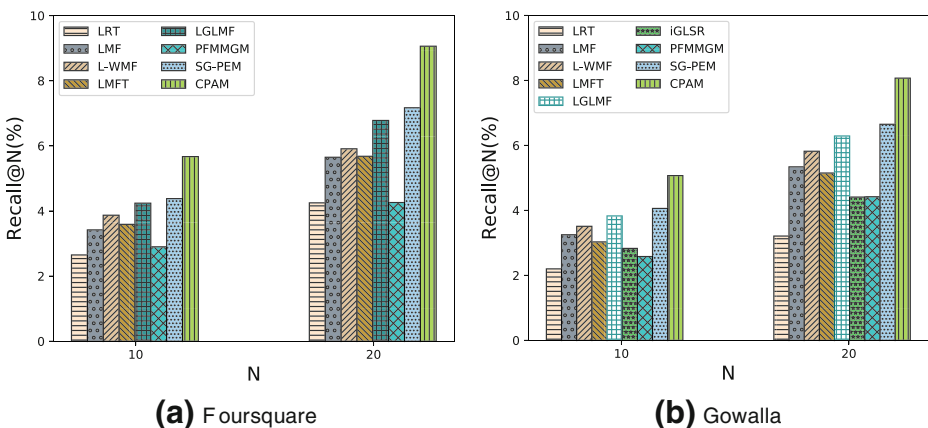 10
8
6
4
2
0
Recall@N(%)
LRT
LMF
L-WMF
LMFT
LGLMF
PFMMGM
SG-PEM
CPAM
10
20
N
(a) Foursquare
10
8
6
4
2
0
Recall@N(%)
LRT
LMF
L-WMF
LMFT
LGLMF
iGLSR
PFMMGM
SG-PEM
CPAM
10
20
N
(b) Gowalla